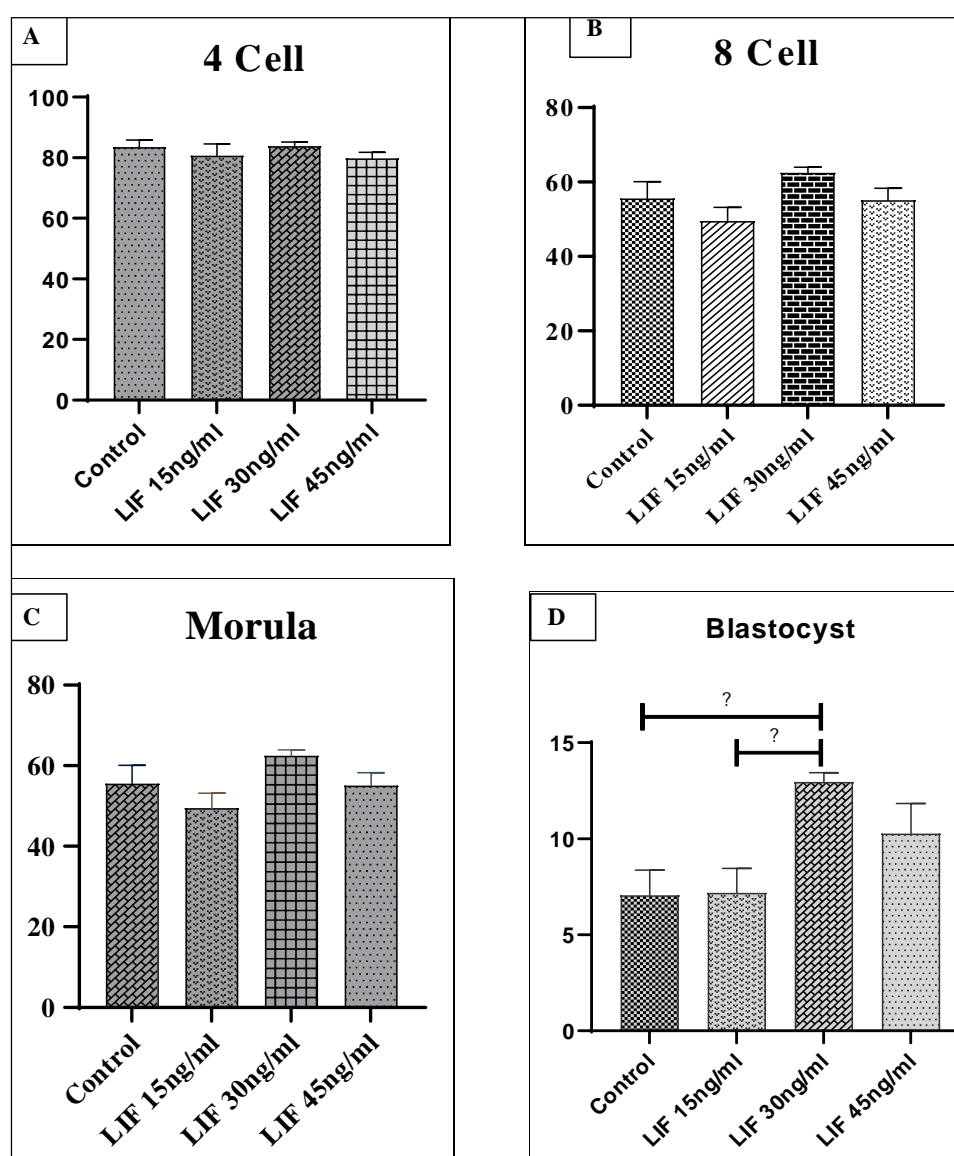 A
4 Cell
100
80
60
40
20
0
Control
LIF 15ng/ml
LIF 30ng/ml
LIF 45ng/ml
B
8 Cell
80
60
40
20
0
Control
LIF 15ng/ml
LIF 30ng/ml
LIF 45ng/ml
C
Morula
80
60
40
20
0
Control
LIF 15ng/ml
LIF 30ng/ml
LIF 45ng/ml
D
Blastocyst
?
?
15
10
5
0
Control
LIF 15ng/ml
LIF 30ng/ml
LIF 45ng/ml